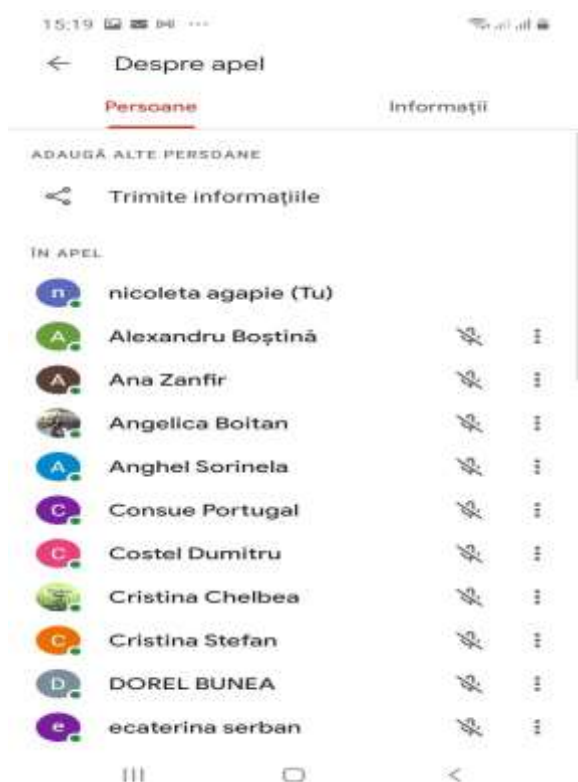 15:19
Despre apel
Persoane Informații
ADAUGĂ ALTE PERSOANE
Trimite informațiile
ÎN APEL
n nicoleta agapie (Tu)
A Alexandru Boștină
A Ana Zanfir
Angelica Boitan
A Anghel Sorinela
C Consue Portugal
C Costel Dumitru
Cristina Chelbea
C Cristina Stefan
D DOREL BUNEA
e ecaterina serban